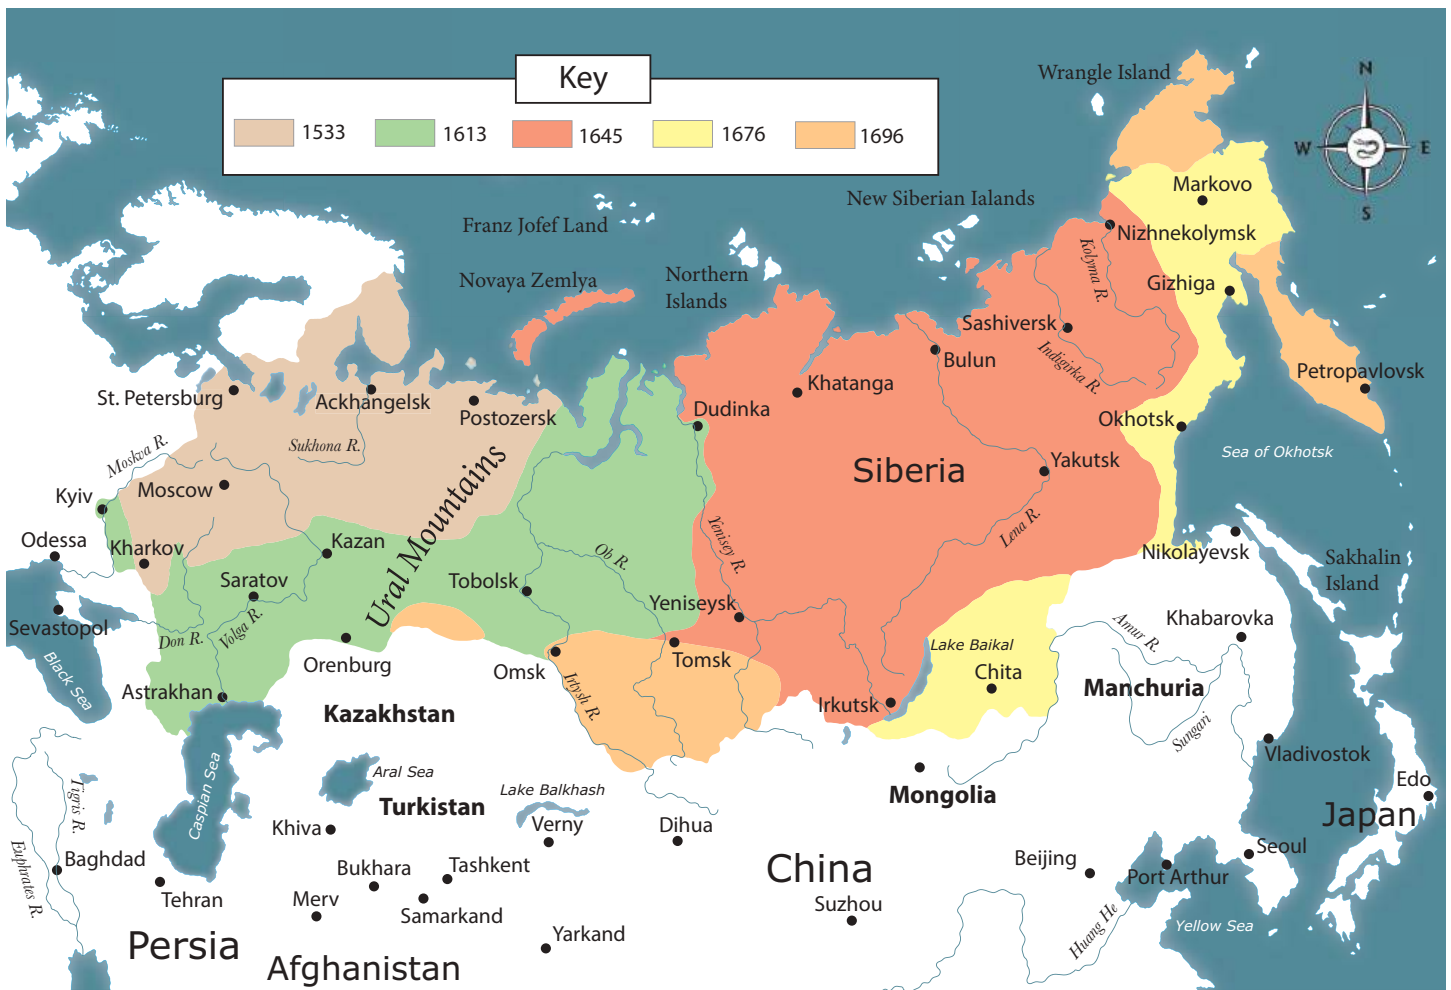 Key
1533
1613
1645
1676
1696
N
W
E
S
Wrangle Island
Markovo
New Siberian Ialands
Franz Jofef Land
Nizhnekolymsk
Kolyma R.
Novaya Zemlya
Northern
Islands
Gizhiga
Sashiversk
Bulun
Indigirka R.
Khatanga
Petropavlovsk
St. Petersburg
Ackhangelsk
Postozersk
Dudinka
Okhotsk
Sukhona R.
Moskva R.
Sea of Okhotsk
Siberia
Yakutsk
Ural Mountains
Kyiv
Moscow
Odessa
Kharkov
Kazan
Ob R.
Yenisey R.
Lena R.
Nikolayevsk
Sakhalin
Island
Saratov
Tobolsk
Yeniseysk
Sevastopol
Don R.
Volga R.
Khabarovka
Amur R.
Orenburg
Omsk
Tomsk
Lake Baikal
Chita
Black Sea
Astrakhan
Irtysh R.
Irkutsk
Manchuria
Kazakhstan
Sungari
Vladivostok
Caspian Sea
Aral Sea
Tigris R.
Turkistan
Lake Balkhash
Mongolia
Edo
Japan
Khiva
Verny
Dihua
Seoul
Baghdad
Euphrates R.
Bukhara
Tashkent
China
Beijing
Port Arthur
Tehran
Merv
Samarkand
Suzhou
Huang He
Yellow Sea
Persia
Yarkand
Afghanistan